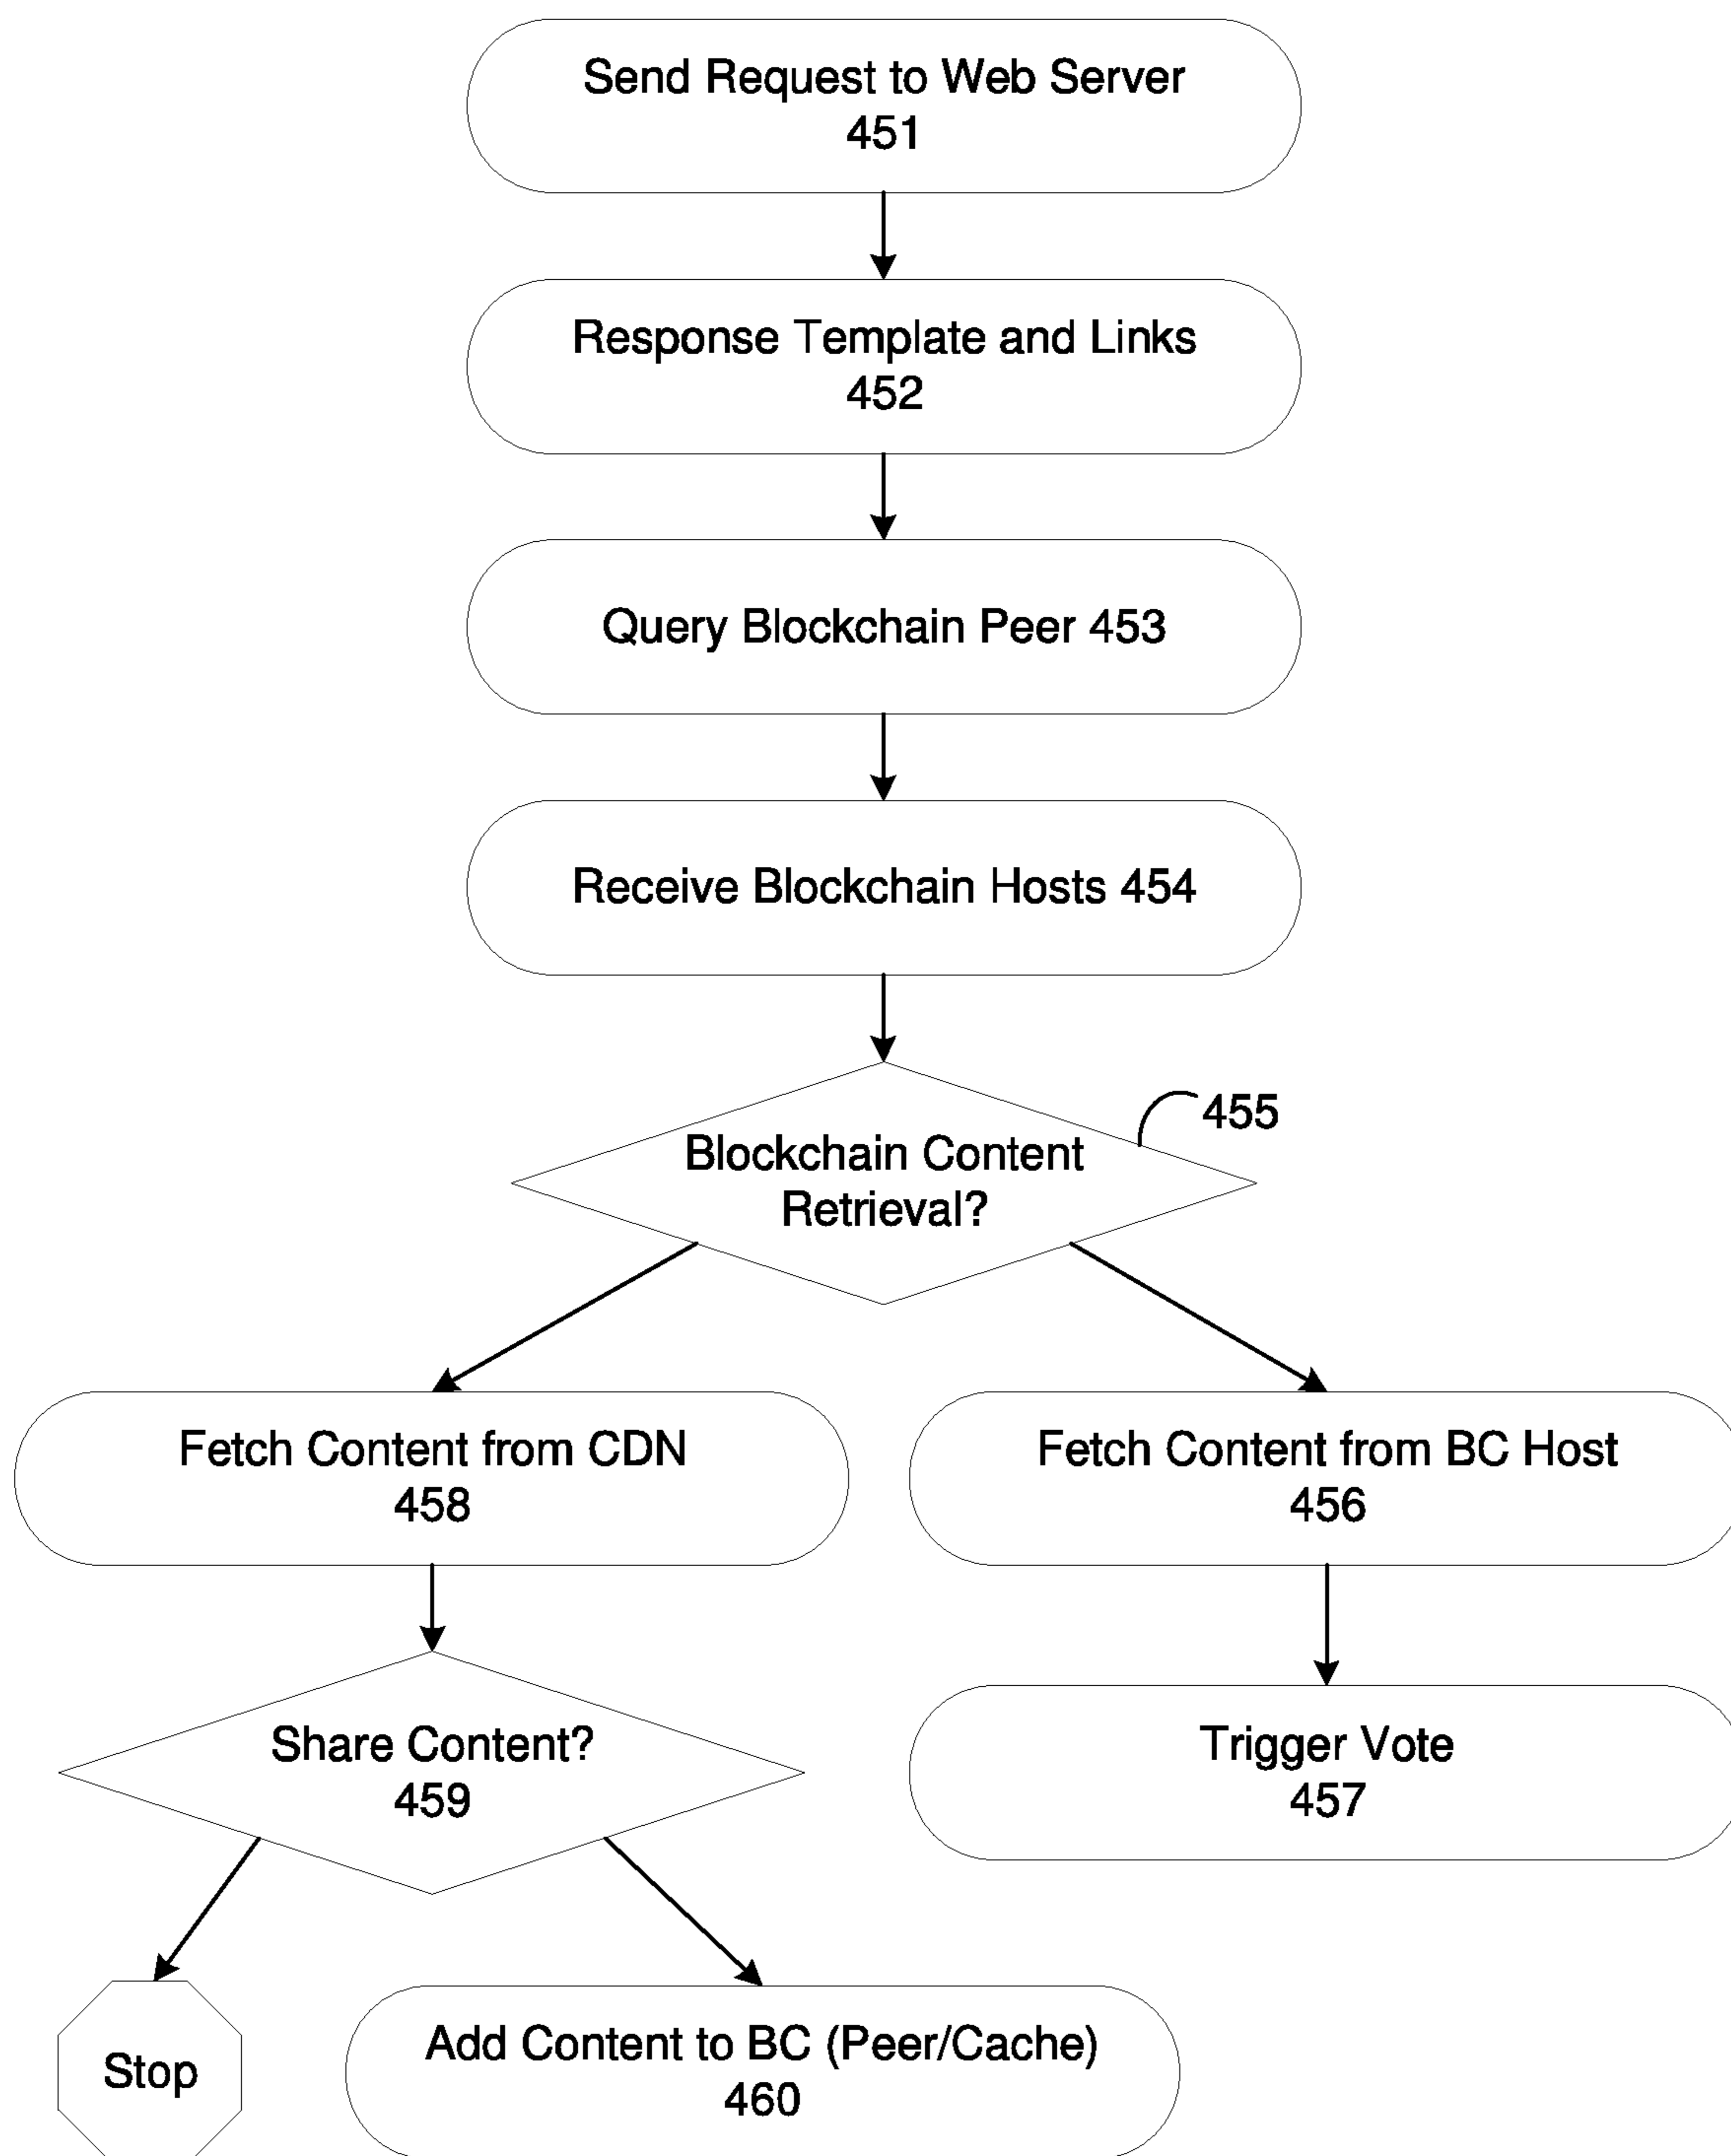 Send Request to Web Server
451
Response Template and Links
452
Query Blockchain Peer 453
Receive Blockchain Hosts 454
455
Blockchain Content
Retrieval?
Fetch Content from CDN
458
Fetch Content from BC Host
456
Share Content?
459
Trigger Vote
457
Stop
Add Content to BC (Peer/Cache)
460